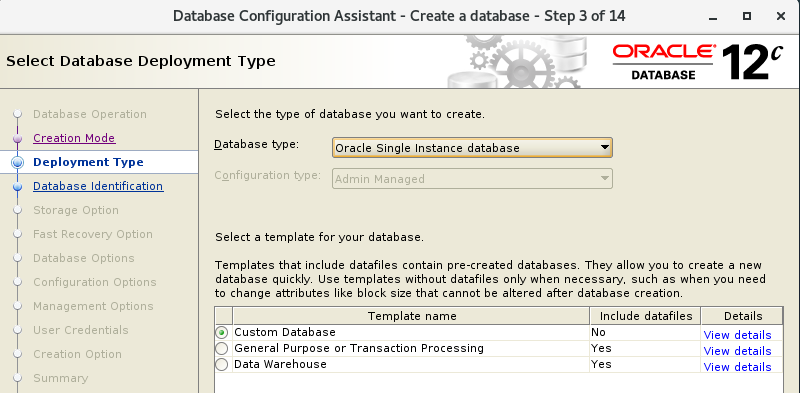 Database Configuration Assistant - Create a database - Step 3 of 14
Select Database Deployment Type
ORACLE
DATABASE
12c
Database Operation
Creation Mode
Deployment Type
Database Identification
Storage Option
Fast Recovery Option
Database Options
Configuration Options
Management Options
User Credentials
Creation Option
Summary
Select the type of database you want to create.
Database type: Oracle Single Instance database
Configuration type: Admin Managed
Select a template for your database.
Templates that include datafiles contain pre-created databases. They allow you to create a new
database quickly. Use templates without datafiles only when necessary, such as when you need
to change attributes like block size that cannot be altered after database creation.
Template name Include datafiles Details
Custom Database No View details
General Purpose or Transaction Processing Yes View details
Data Warehouse Yes View details